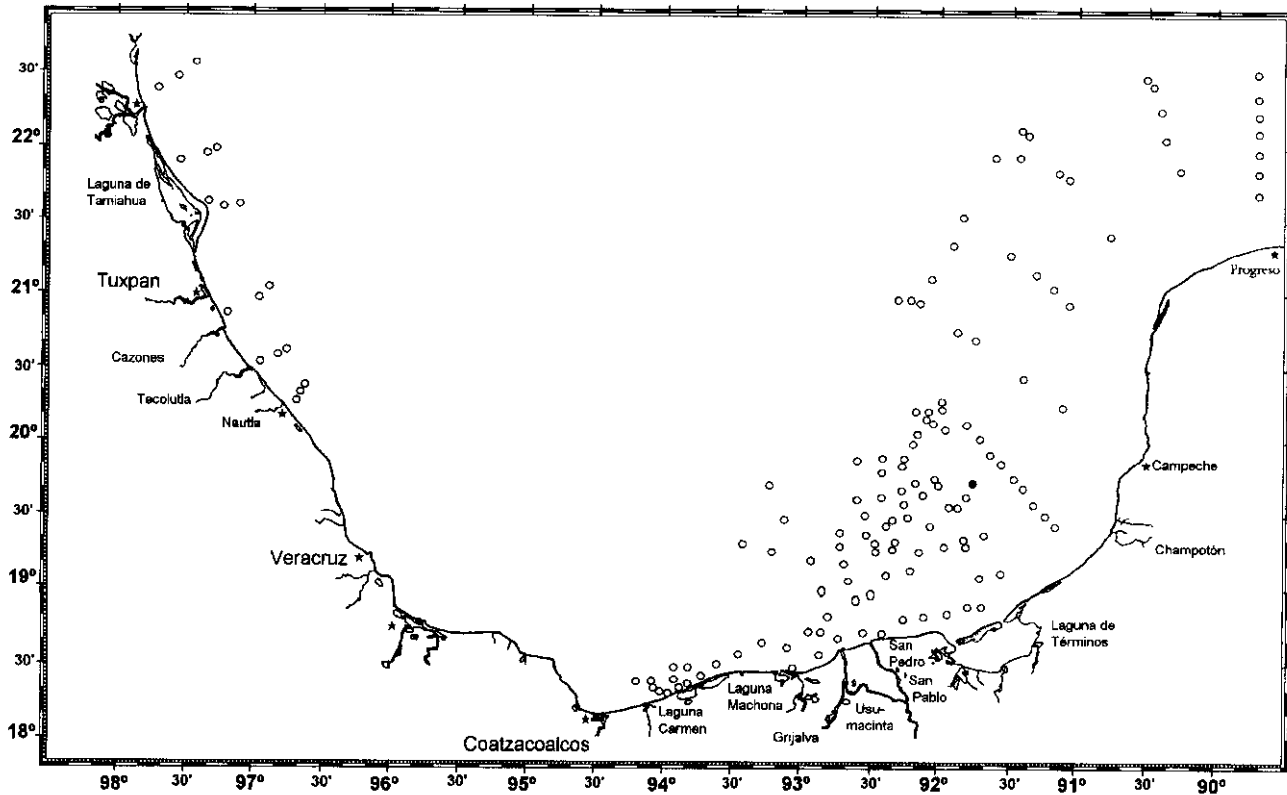 30'
22º
30'
21º
30'
20º
30'
19º
30'
18º
Laguna de
Tamiahua
Tuxpan
Cazones
Tecolutla
Nautla
Veracruz
Coatzacoalcos
Laguna
Carmen
Laguna
Machona
Grijalva
Usu-
macinta
San
Pedro
San
Pablo
Laguna de
Términos
Champotón
Campeche
Progreso
98º
30'
97º
30'
96º
30'
95º
30'
94º
30'
93º
30'
92º
30'
91º
30'
90º